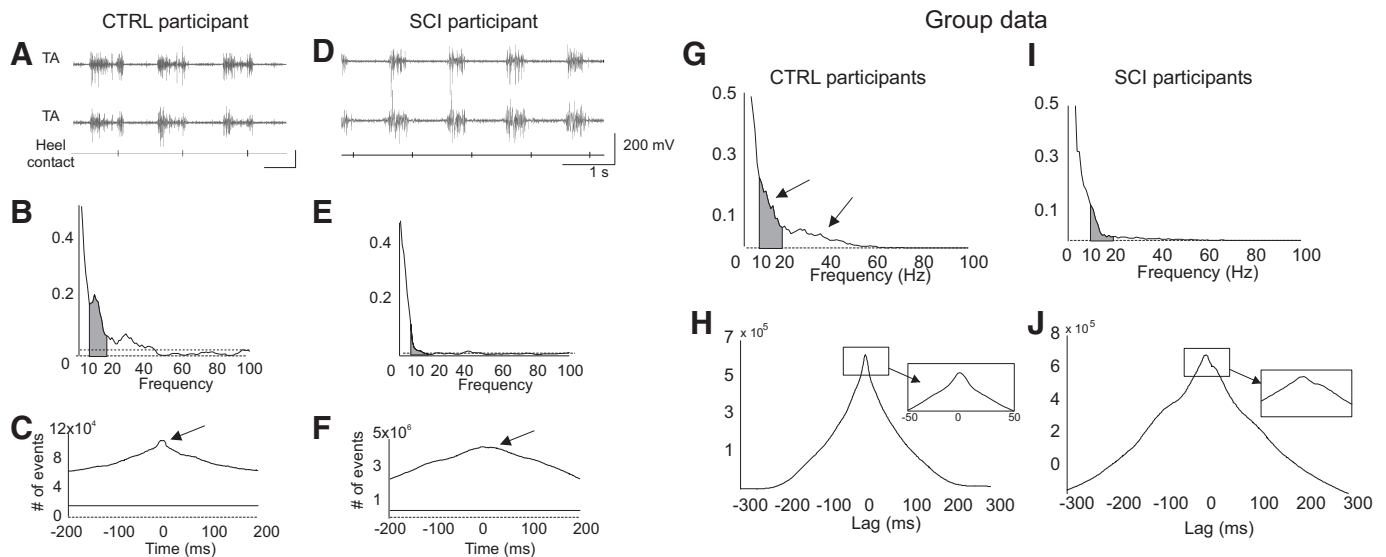 CTRL participant
SCI participant
Group data
A
TA
TA
Heel
contact
D
200 mV
1 s
G
CTRL participants
0.5
0.3
0.1
0 10 20 40 60 80 100
Frequency (Hz)
I
SCI participants
0.5
0.3
0.1
0 10 20 40 60 80 100
Frequency (Hz)
B
0.4
0.2
0
10 20 40 60 80 100
Frequency
E
0.4
0.2
10 20 40 60 80 100
Frequency
C
12x10⁴
8
4
0
# of events
-200 -100 0 100 200
Time (ms)
F
5x10⁶
3
1
# of events
-200 -100 0 100 200
Time (ms)
H
7 x 10⁵
5
3
1
-50 0 50
-300 -200 -100 0 100 200 300
Lag (ms)
J
8 x 10⁵
6
4
2
0
-300 -200 -100 0 100 200 300
Lag (ms)